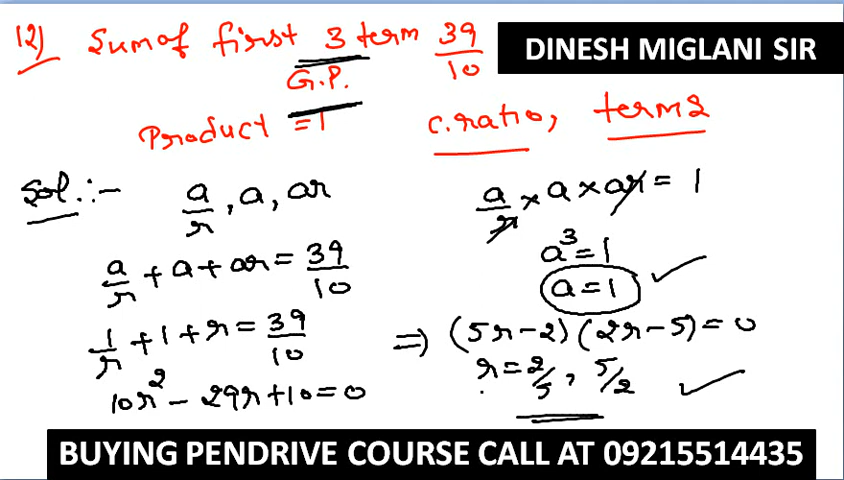 12) Sum of first 3 term 39/10
DINESH MIGLANI SIR
G.P.
Product = 1 c.ratio, terms
Sol :- a/r, a, ar
a/r × a × ar = 1
a/r + a + ar = 39/10
a³ = 1
a = 1
1/r + 1 + r = 39/10
⇒ (5r-2) (2r-5) = 0
10r² - 29r + 10 = 0
r = 2/5, 5/2
BUYING PENDRIVE COURSE CALL AT 09215514435